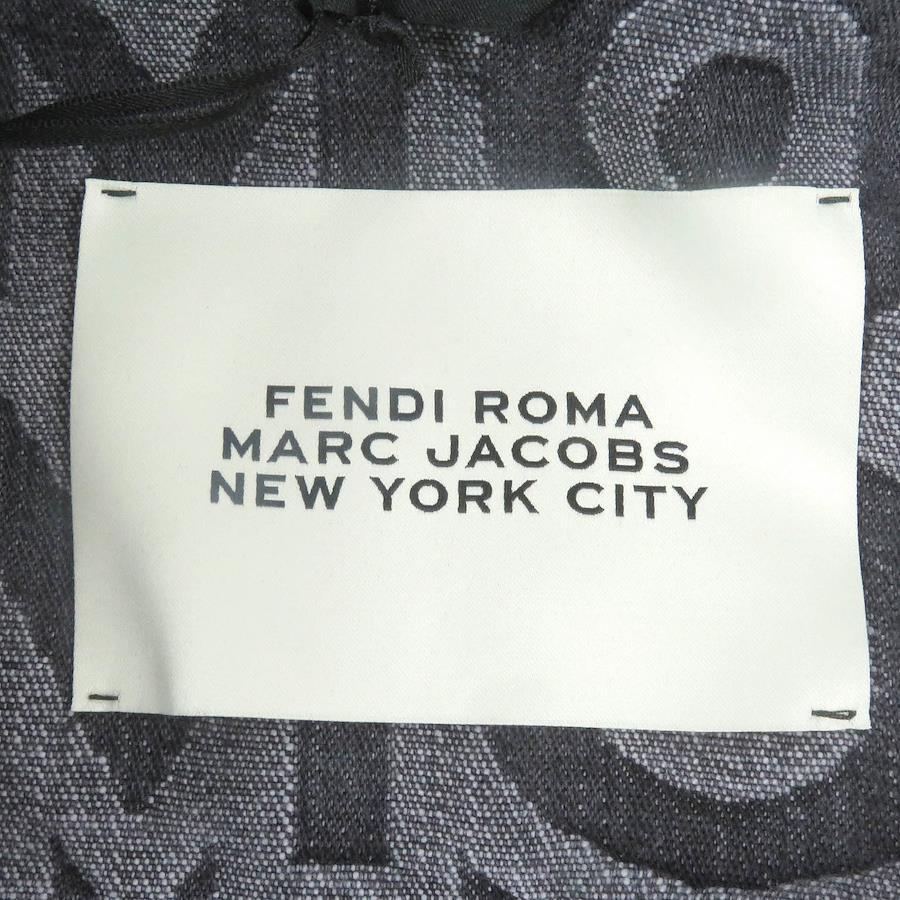 FENDI ROMA
MARC JACOBS
NEW YORK CITY